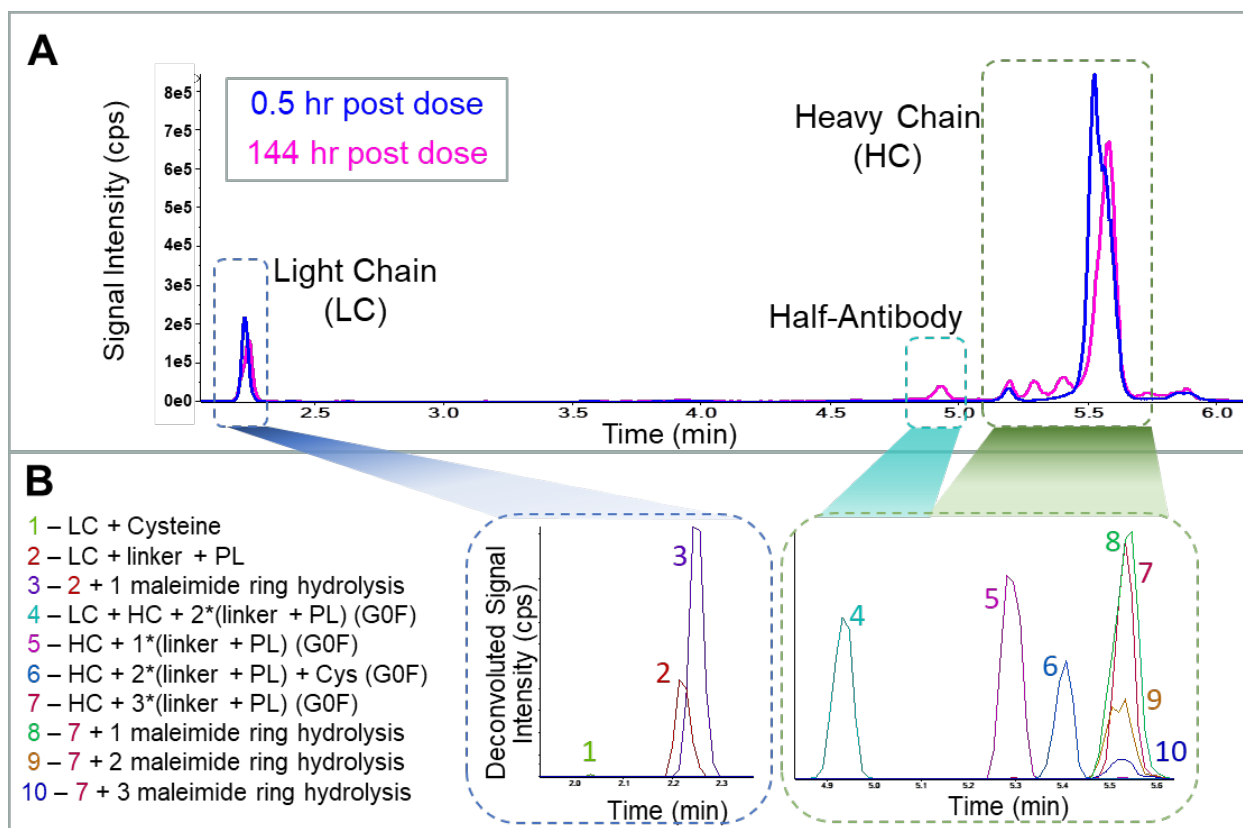 A
Signal Intensity (cps)
8e5
7e5
6e5
5e5
4e5
3e5
2e5
1e5
0e0
0.5 hr post dose
144 hr post dose
Light Chain
(LC)
Half-Antibody
Heavy Chain
(HC)
2.5 3.0 3.5 4.0 4.5 5.0 5.5 6.0
Time (min)
B
1 – LC + Cysteine
2 – LC + linker + PL
3 – 2 + 1 maleimide ring hydrolysis
4 – LC + HC + 2*(linker + PL) (G0F)
5 – HC + 1*(linker + PL) (G0F)
6 – HC + 2*(linker + PL) + Cys (G0F)
7 – HC + 3*(linker + PL) (G0F)
8 – 7 + 1 maleimide ring hydrolysis
9 – 7 + 2 maleimide ring hydrolysis
10 – 7 + 3 maleimide ring hydrolysis
Deconvoluted Signal
Intensity (cps)
1
2
3
2.0 2.1 2.2 2.3
Time (min)
4
5
6
8
7
9
10
4.9 5.0 5.1 5.2 5.3 5.4 5.5 5.6
Time (min)